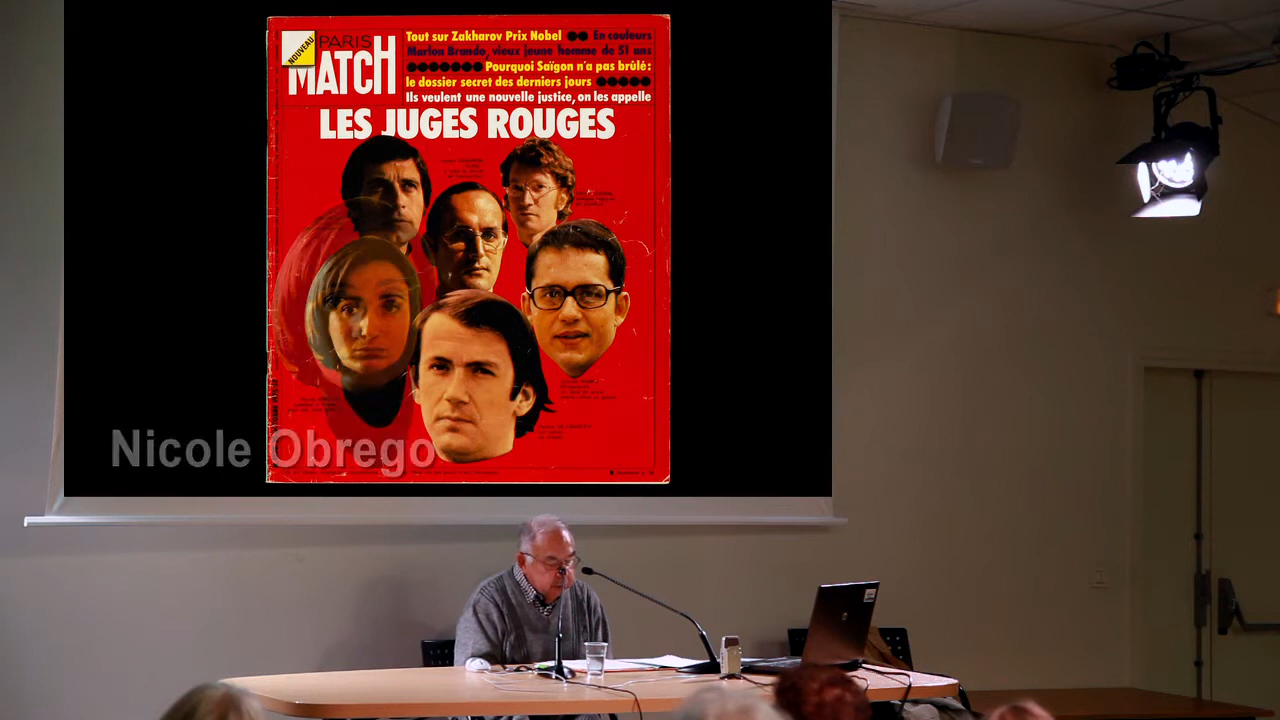 NOUVEAU
PARIS
MATCH
Tout sur Zakharov Prix Nobel ●● En couleurs
Marlon Brando, vieux jeune homme de 51 ans
●●●●●●● Pourquoi Saïgon n'a pas brûlé:
le dossier secret des derniers jours ●●●●●
Ils veulent une nouvelle justice, on les appelle
LES JUGES ROUGES
Nicole Obrego